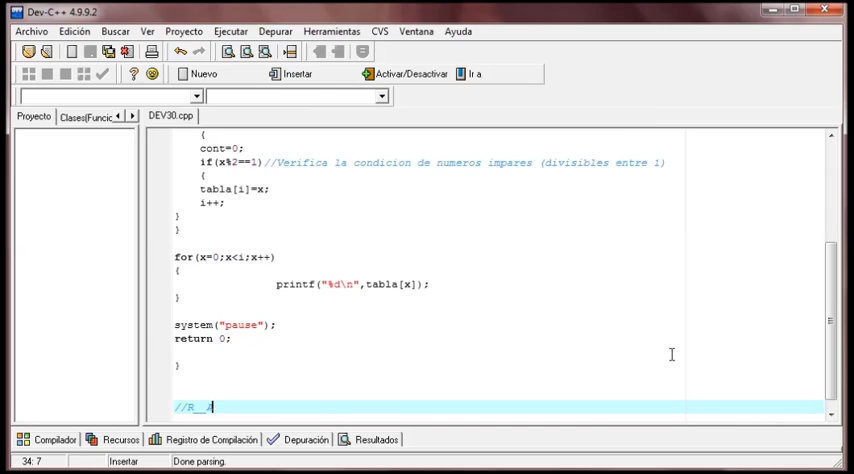 Dev-C++ 4.9.9.2
Archivo Edición Buscar Ver Proyecto Ejecutar Depurar Herramientas CVS Ventana Ayuda
Nuevo Insertar Activar/Desactivar Ir a
Proyecto Clases(Func DEV30.cpp
{
cont=0;
if(x%2==1)//Verifica la condicion de numeros impares (divisibles entre 1)
{
tabla[i]=x;
i++;
}
}
for(x=0;x<i;x++)
{
printf("%d\n",tabla[x]);
}
system("pause");
return 0;
}
//R__A
Compilador Recursos Registro de Compilación Depuración Resultados
34: 7 Insertar Done parsing.